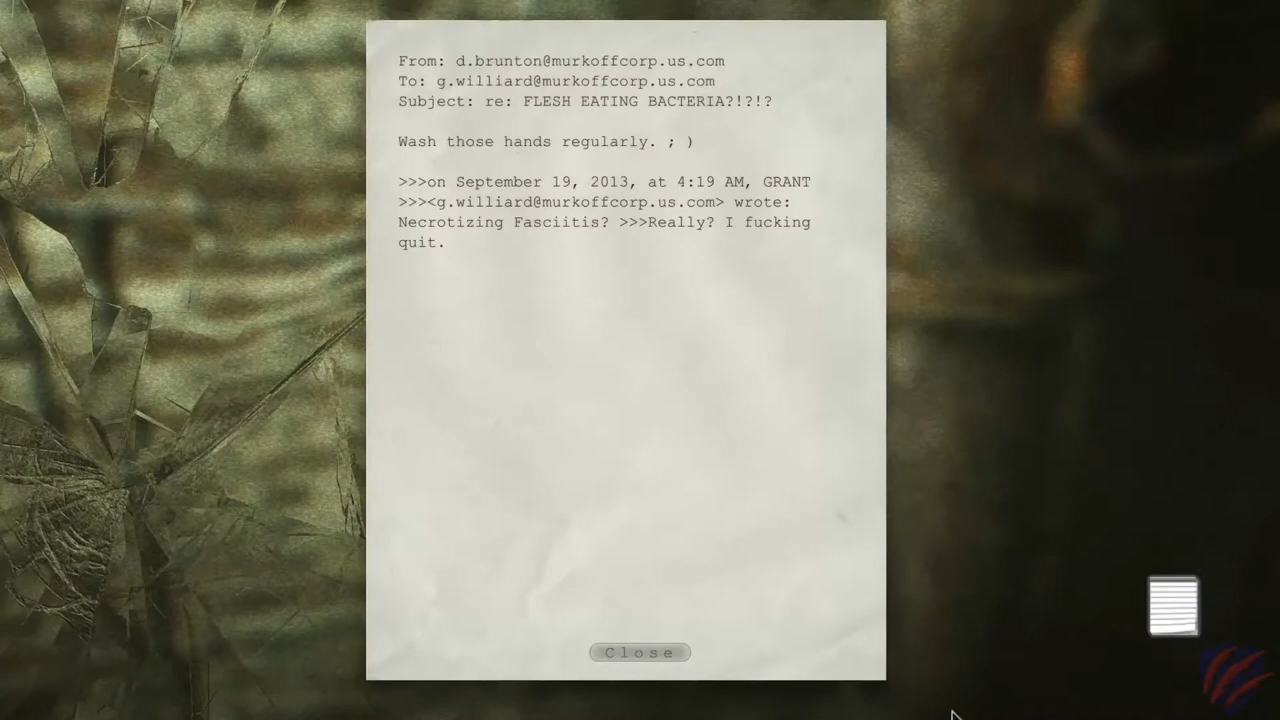 From: d.brunton@murkoffcorp.us.com
To: g.williard@murkoffcorp.us.com
Subject: re: FLESH EATING BACTERIA?!?!?
Wash those hands regularly. ; )
>>>on September 19, 2013, at 4:19 AM, GRANT
>>><g.williard@murkoffcorp.us.com> wrote:
Necrotizing Fasciitis? >>>Really? I fucking
quit.
Close